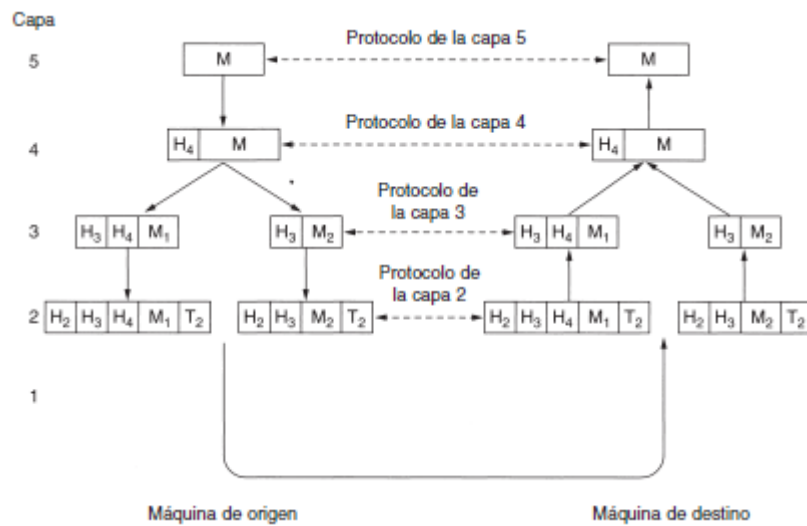 Capa
5 M Protocolo de la capa 5 M
4 H₄ M Protocolo de la capa 4 H₄ M
Protocolo de
la capa 3
3 H₃ H₄ M₁ H₃ M₂ H₃ H₄ M₁ H₃ M₂
Protocolo de
la capa 2
2 H₂ H₃ H₄ M₁ T₂ H₂ H₃ M₂ T₂ H₂ H₃ H₄ M₁ T₂ H₂ H₃ M₂ T₂
1
Máquina de origen Máquina de destino